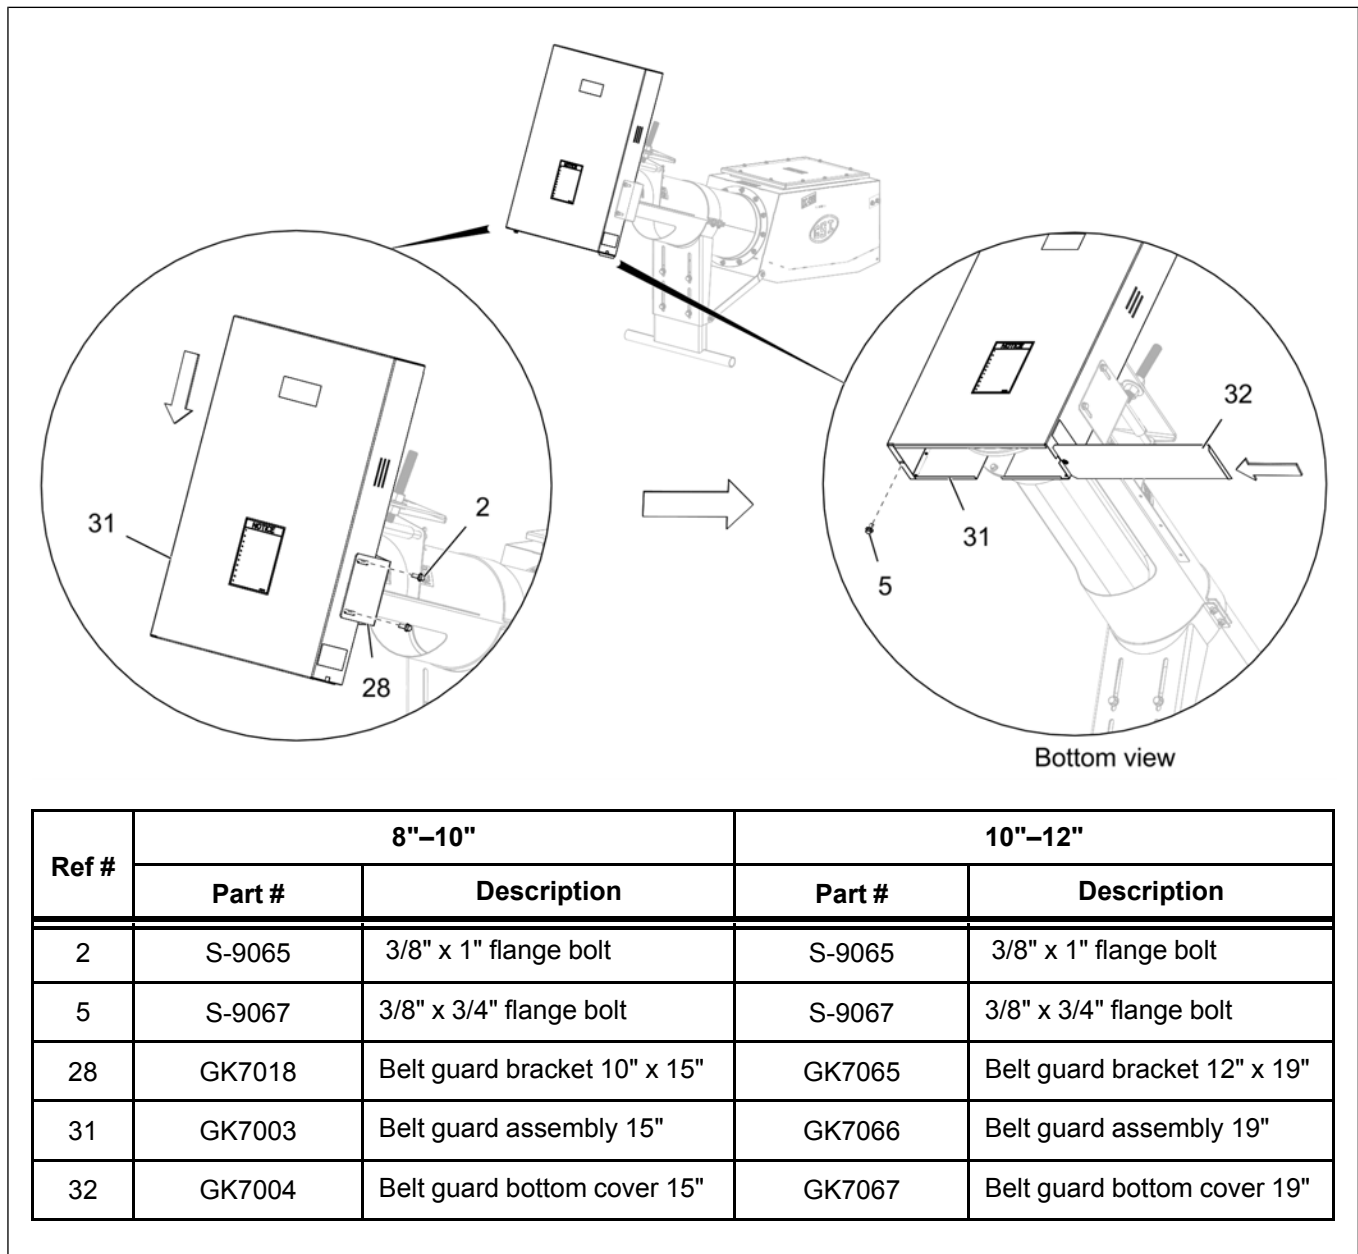 31
NOTICE
2
28
32
31
5
Bottom view
Ref # 8"–10" 10"–12"
Part # Description Part # Description
2 S-9065 3/8" x 1" flange bolt S-9065 3/8" x 1" flange bolt
5 S-9067 3/8" x 3/4" flange bolt S-9067 3/8" x 3/4" flange bolt
28 GK7018 Belt guard bracket 10" x 15" GK7065 Belt guard bracket 12" x 19"
31 GK7003 Belt guard assembly 15" GK7066 Belt guard assembly 19"
32 GK7004 Belt guard bottom cover 15" GK7067 Belt guard bottom cover 19"